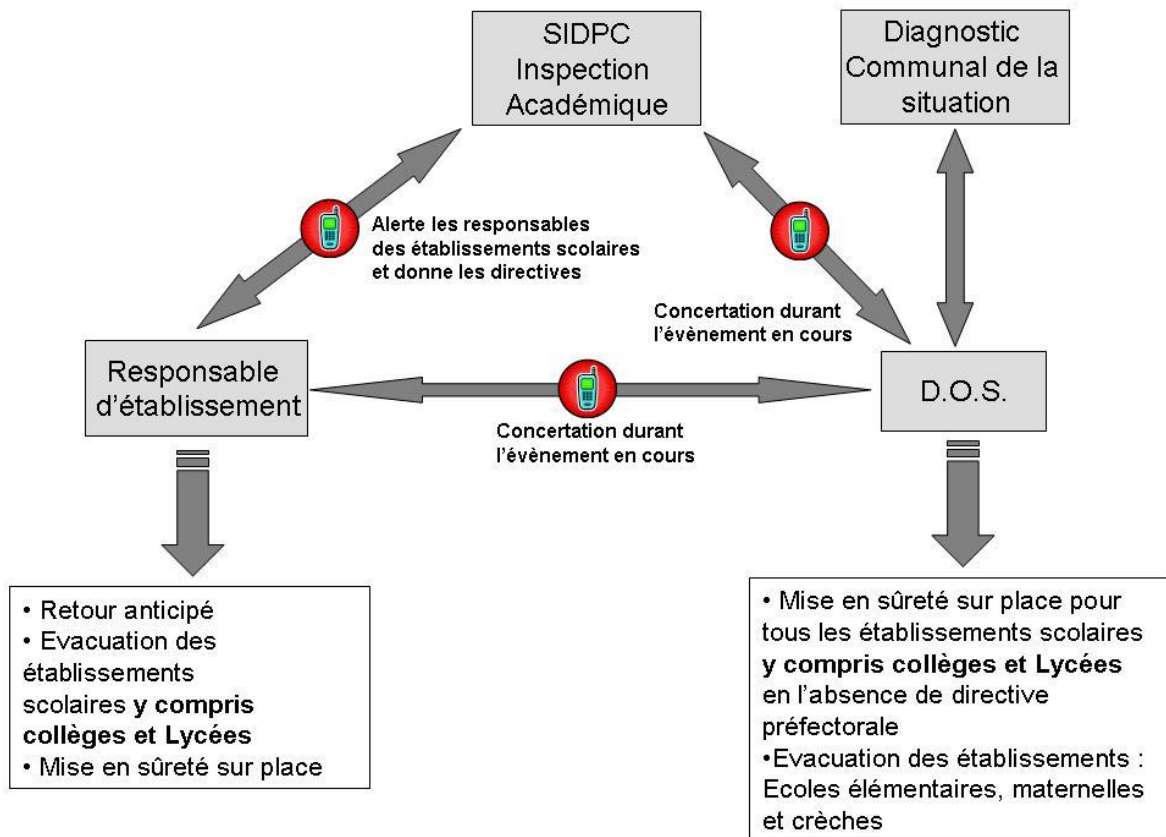 SIDPC
Inspection
Académique
Diagnostic
Communal de la
situation
Alerte les responsables
des établissements scolaires
et donne les directives
Concertation durant
l'évènement en cours
Responsable
d'établissement
D.O.S.
Concertation durant
l'évènement en cours
• Retour anticipé
• Evacuation des
établissements
scolaires y compris
collèges et Lycées
• Mise en sûreté sur place
• Mise en sûreté sur place pour
tous les établissements scolaires
y compris collèges et Lycées
en l'absence de directive
préfectorale
•Evacuation des établissements :
Ecoles élémentaires, maternelles
et crèches